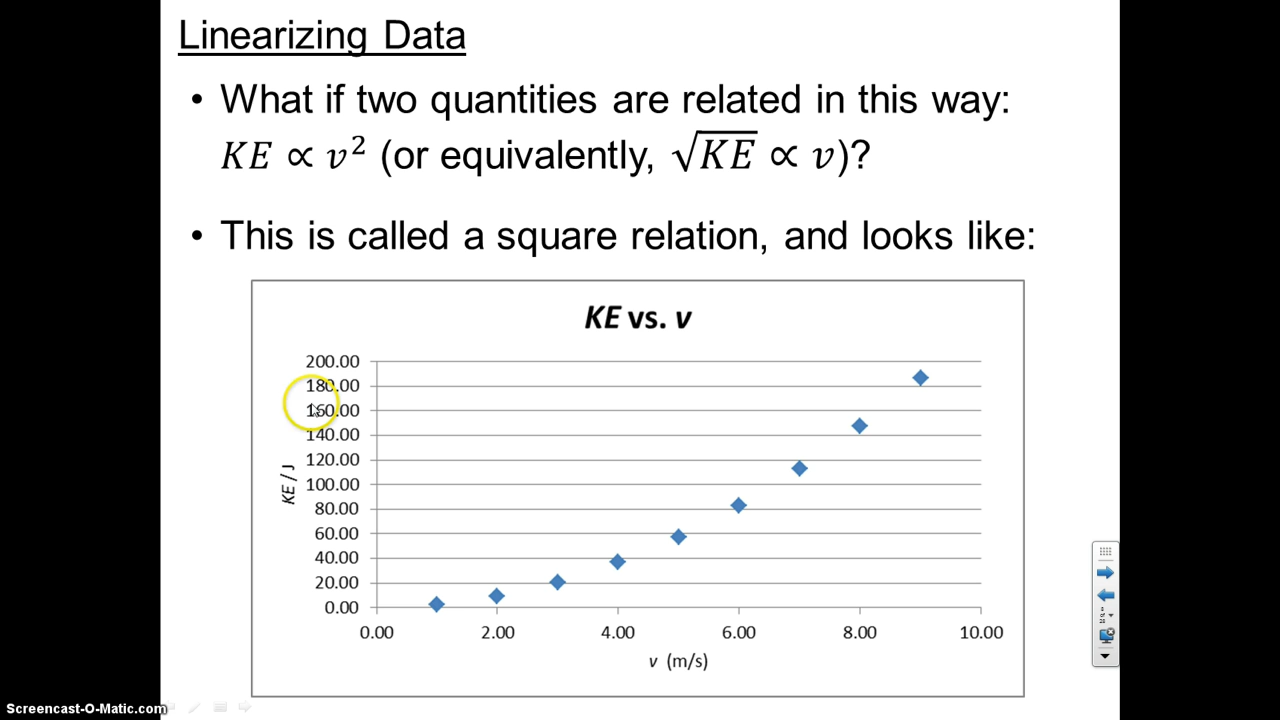 Linearizing Data
• What if two quantities are related in this way:
𝐾𝐸 ∝ 𝑣² (or equivalently, √𝐾𝐸 ∝ 𝑣)?
• This is called a square relation, and looks like:
KE vs. v
200.00
180.00
160.00
140.00
120.00
100.00
80.00
60.00
40.00
20.00
0.00
KE / J
0.00 2.00 4.00 6.00 8.00 10.00
v (m/s)
Screencast-O-Matic.com